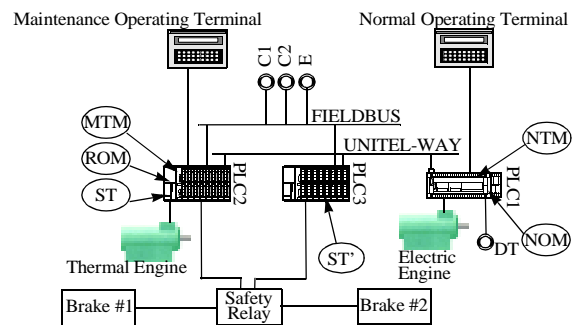 Maintenance Operating Terminal
Normal Operating Terminal
C1
C2
E
FIELDBUS
MTM
UNITEL-WAY
NTM
ROM
PLC2
PLC3
PLC1
ST
NOM
ST'
DT
Thermal Engine
Electric
Engine
Brake #1
Safety
Relay
Brake #2